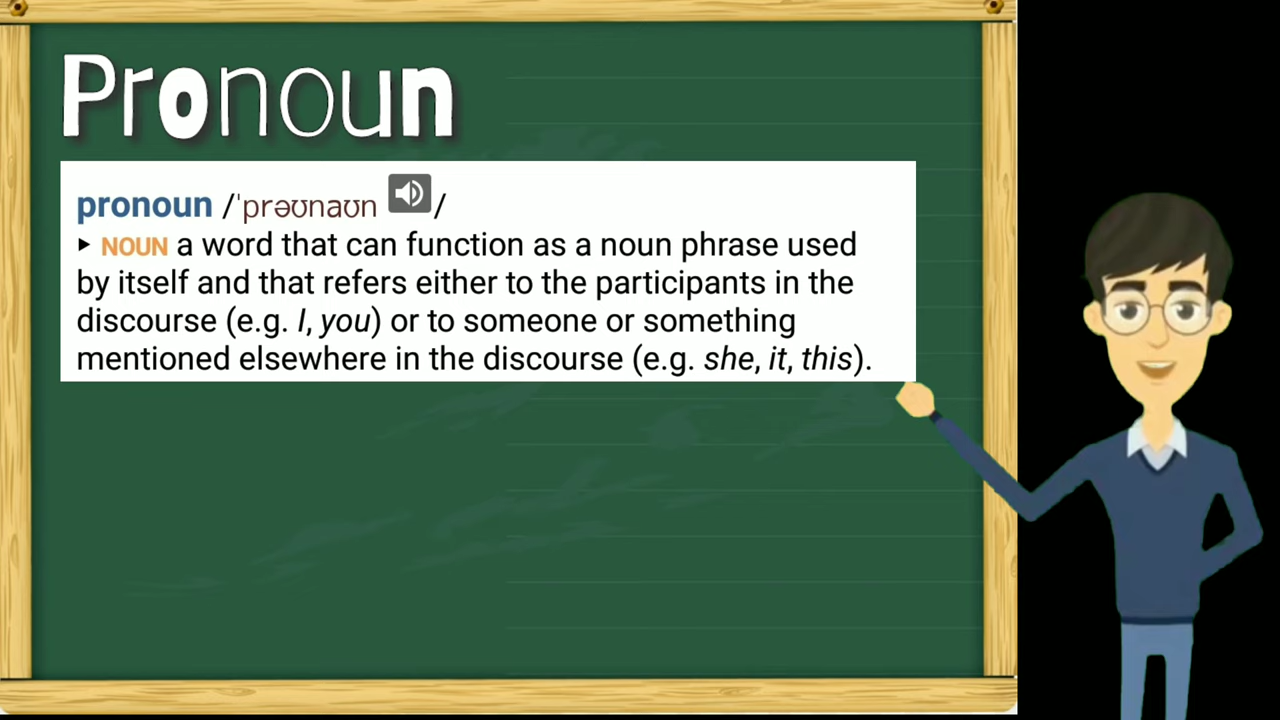 Pronoun
pronoun /ˈprəʊnaʊn /
▸ NOUN a word that can function as a noun phrase used
by itself and that refers either to the participants in the
discourse (e.g. I, you) or to someone or something
mentioned elsewhere in the discourse (e.g. she, it, this).